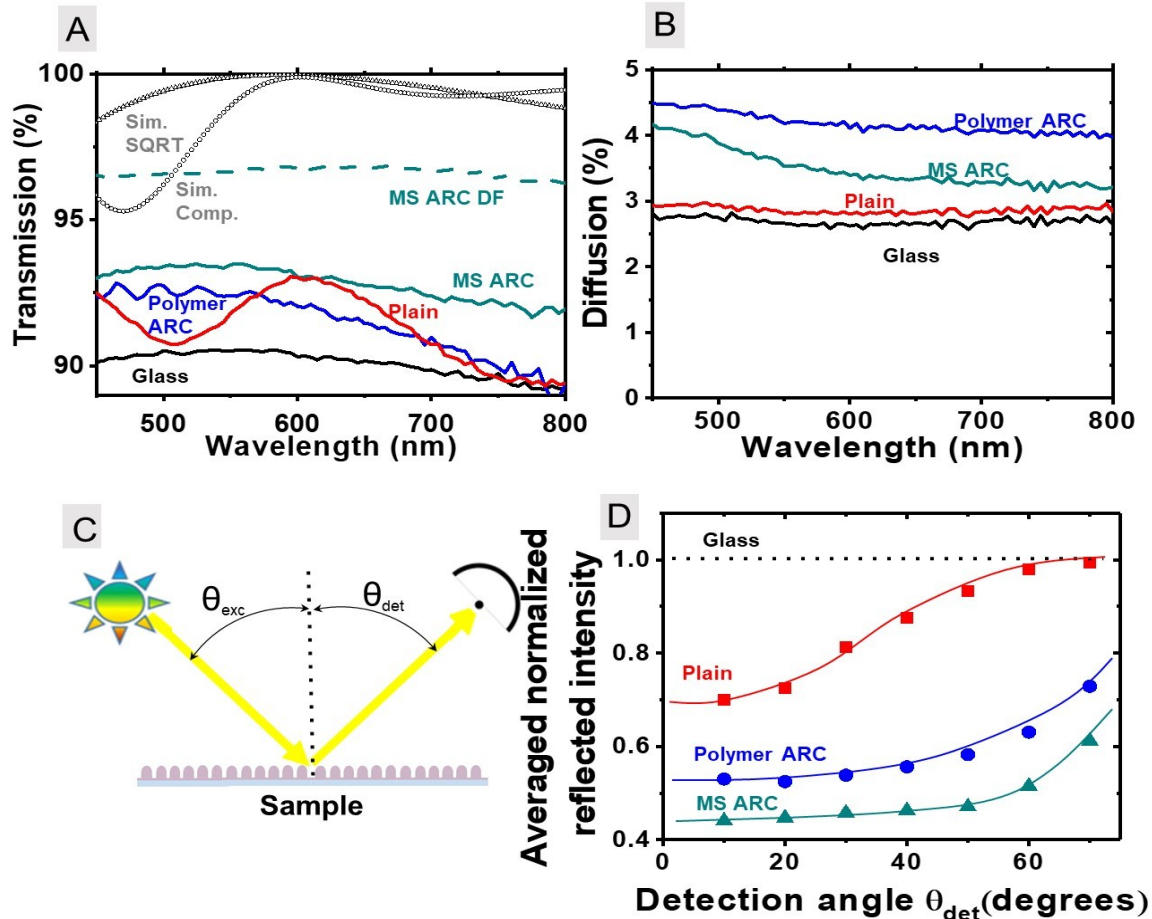 A
Transmission (%)
100
95
90
Sim.
SQRT
Sim.
Comp.
MS ARC DF
MS ARC
Polymer
ARC
Plain
Glass
500
600
700
800
Wavelength (nm)
B
Diffusion (%)
5
4
3
2
1
0
Polymer ARC
MS ARC
Plain
Glass
500
600
700
800
Wavelength (nm)
C
θexc
θdet
Sample
D
Averaged normalized
reflected intensity
1.0
0.8
0.6
0.4
Glass
Plain
Polymer ARC
MS ARC
0
20
40
60
Detection angle θdet(degrees)